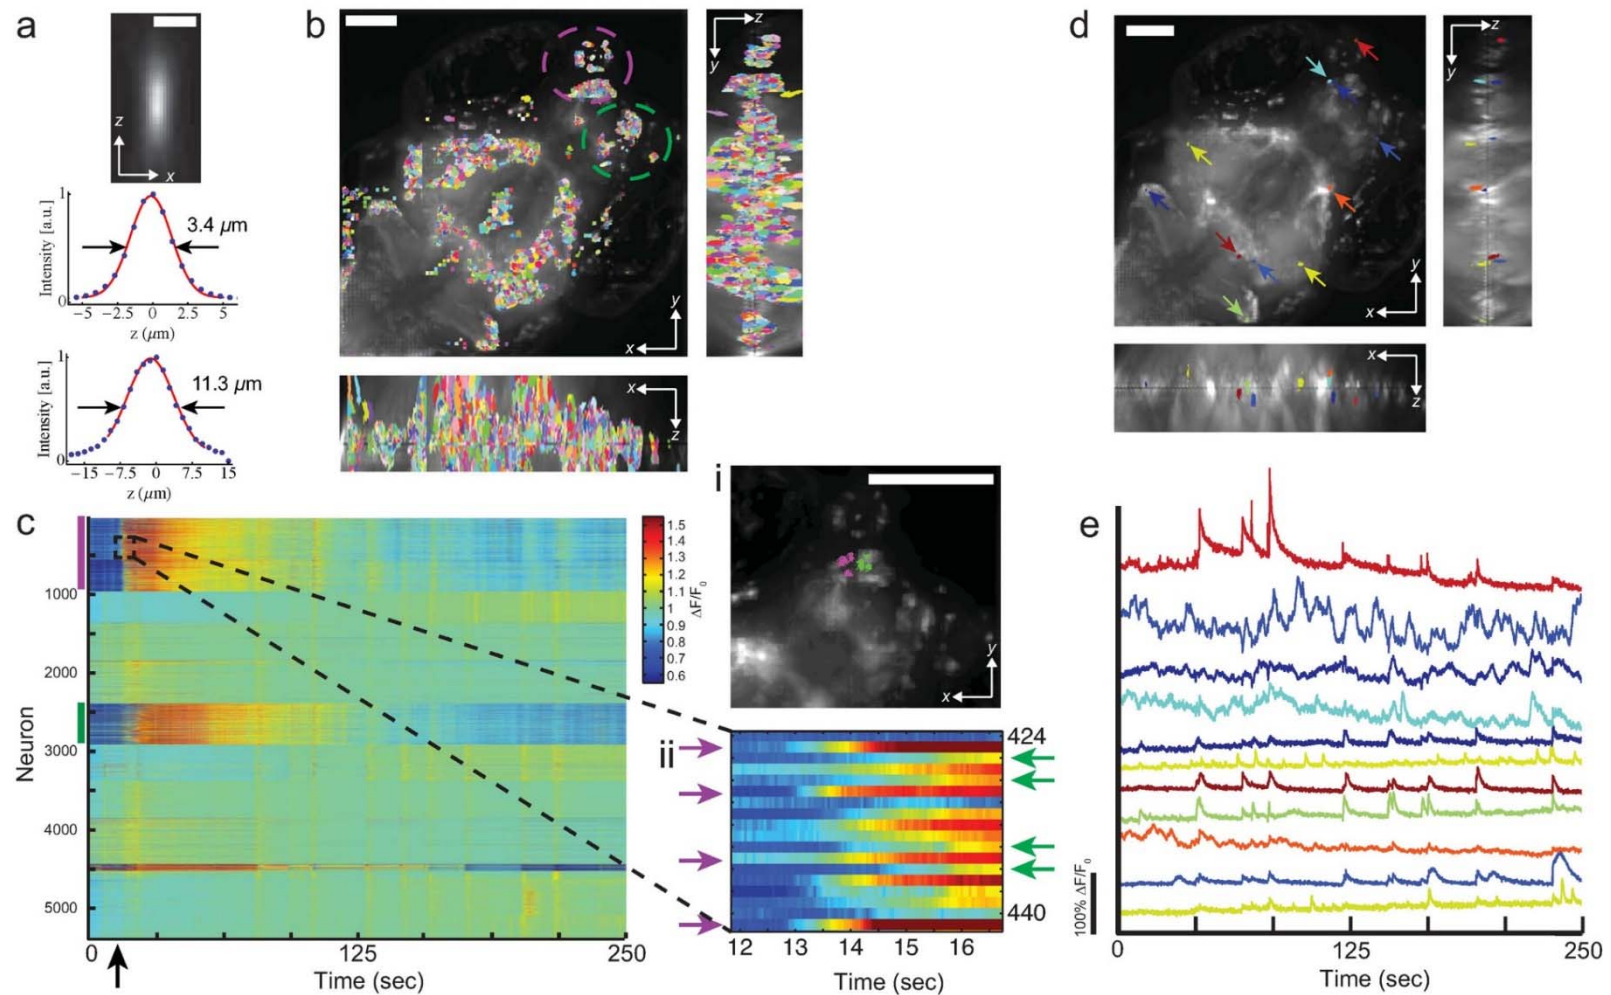 a
z
x
1
Intensity [a.u.]
3.4 μm
0
−5 −2.5 0 2.5 5
z (μm)
1
Intensity [a.u.]
11.3 μm
0
−15 −7.5 0 7.5 15
z (μm)
b
y
x
z
y
x
z
c
Neuron
1000
2000
3000
4000
5000
0 125 250
Time (sec)
1.5
1.4
1.3
1.2
1.1
1
0.9
0.8
0.7
0.6
ΔF/F0
i
y
x
ii
424
440
12 13 14 15 16
Time (sec)
d
y
x
z
y
x
z
e
100% ΔF/F0
0 125 250
Time (sec)